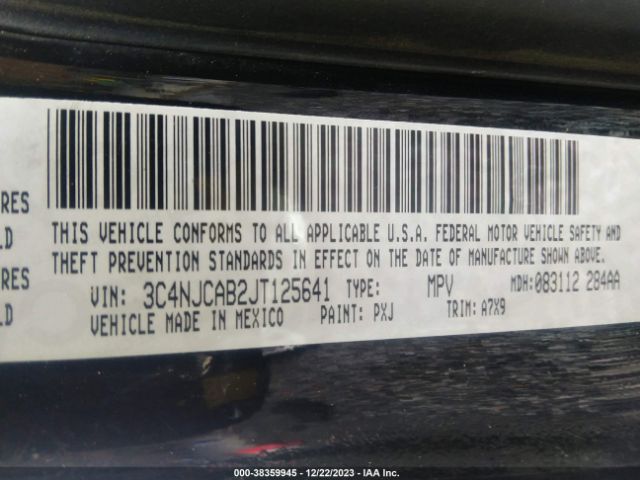 RES
LD
RES
LD
THIS VEHICLE CONFORMS TO ALL APPLICABLE U.S.A. FEDERAL MOTOR VEHICLE SAFETY AND
THEFT PREVENTION STANDARDS IN EFFECT ON THE DATE OF MANUFACTURE SHOWN ABOVE.
VIN: 3C4NJCAB2JT125641 TYPE: MPV MDH:083112 284AA
VEHICLE MADE IN MEXICO PAINT: PXJ TRIM: A7X9
000-38359945 - 12/22/2023 - IAA Inc.